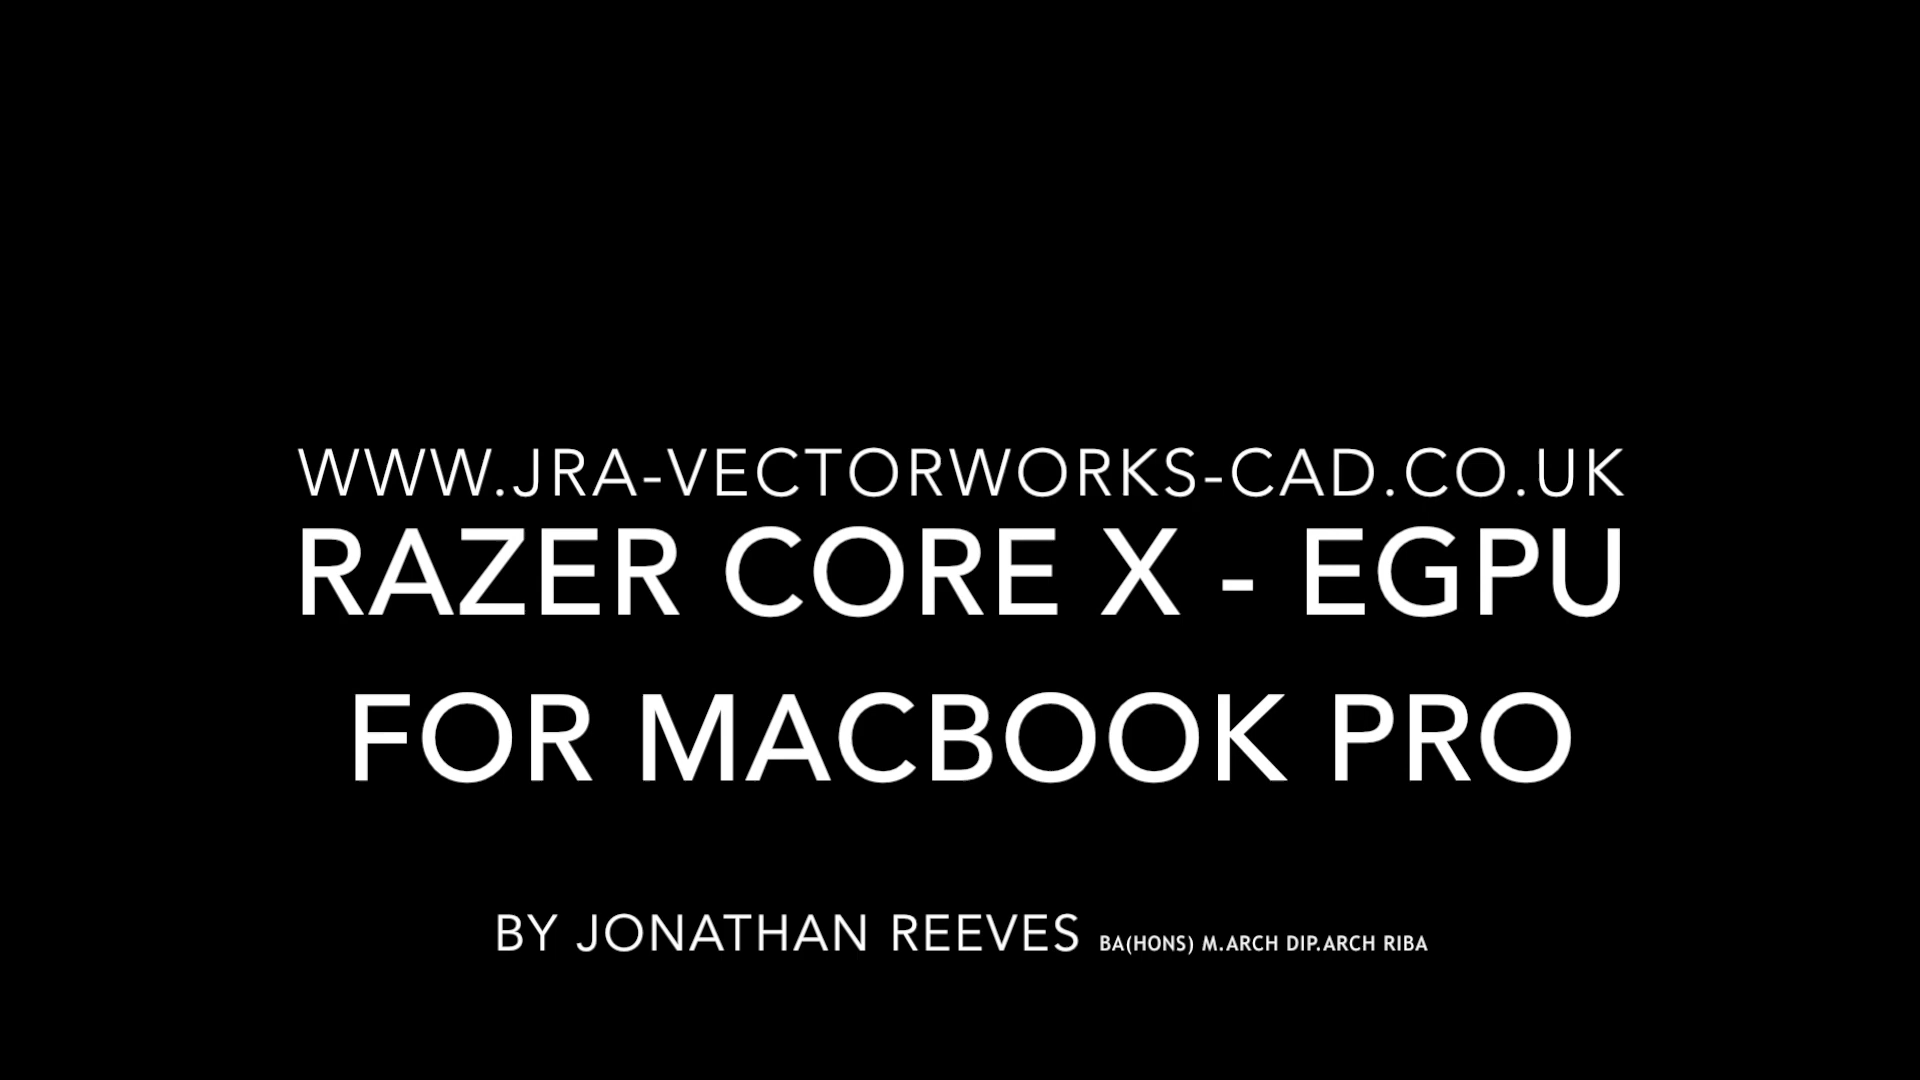 WWW.JRA-VECTORWORKS-CAD.CO.UK
RAZER CORE X - EGPU
FOR MACBOOK PRO
BY JONATHAN REEVES BA(HONS) M.ARCH DIP.ARCH RIBA